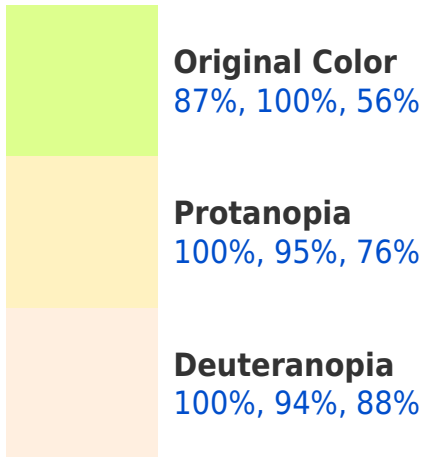 Original Color
87%, 100%, 56%
Protanopia
100%, 95%, 76%
Deuteranopia
100%, 94%, 88%